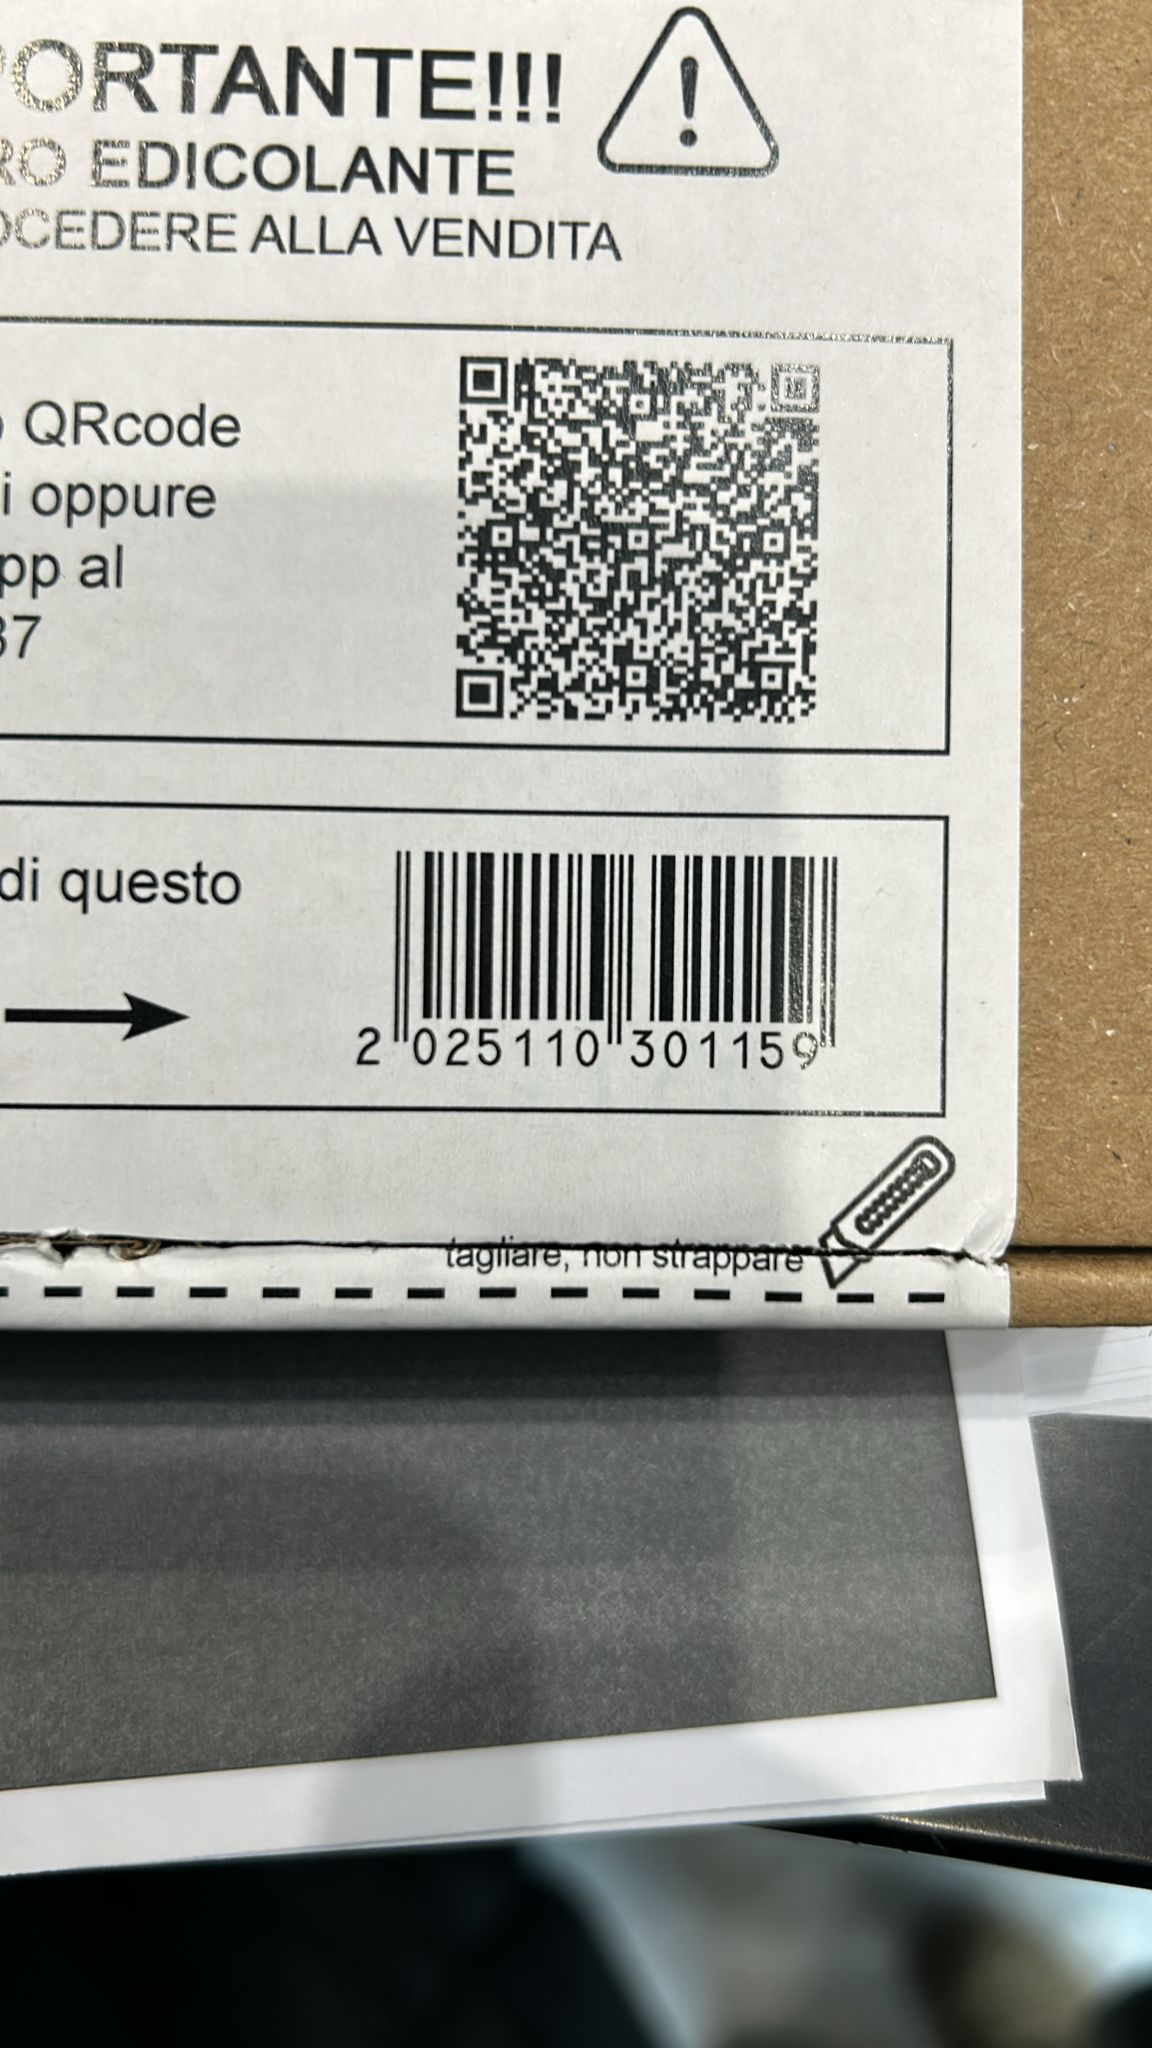 PORTANTE!!!
RO EDICOLANTE
OCEDERE ALLA VENDITA
QRcode
i oppure
pp al
37
di questo
2 025110 301159
tagliare, non strappare